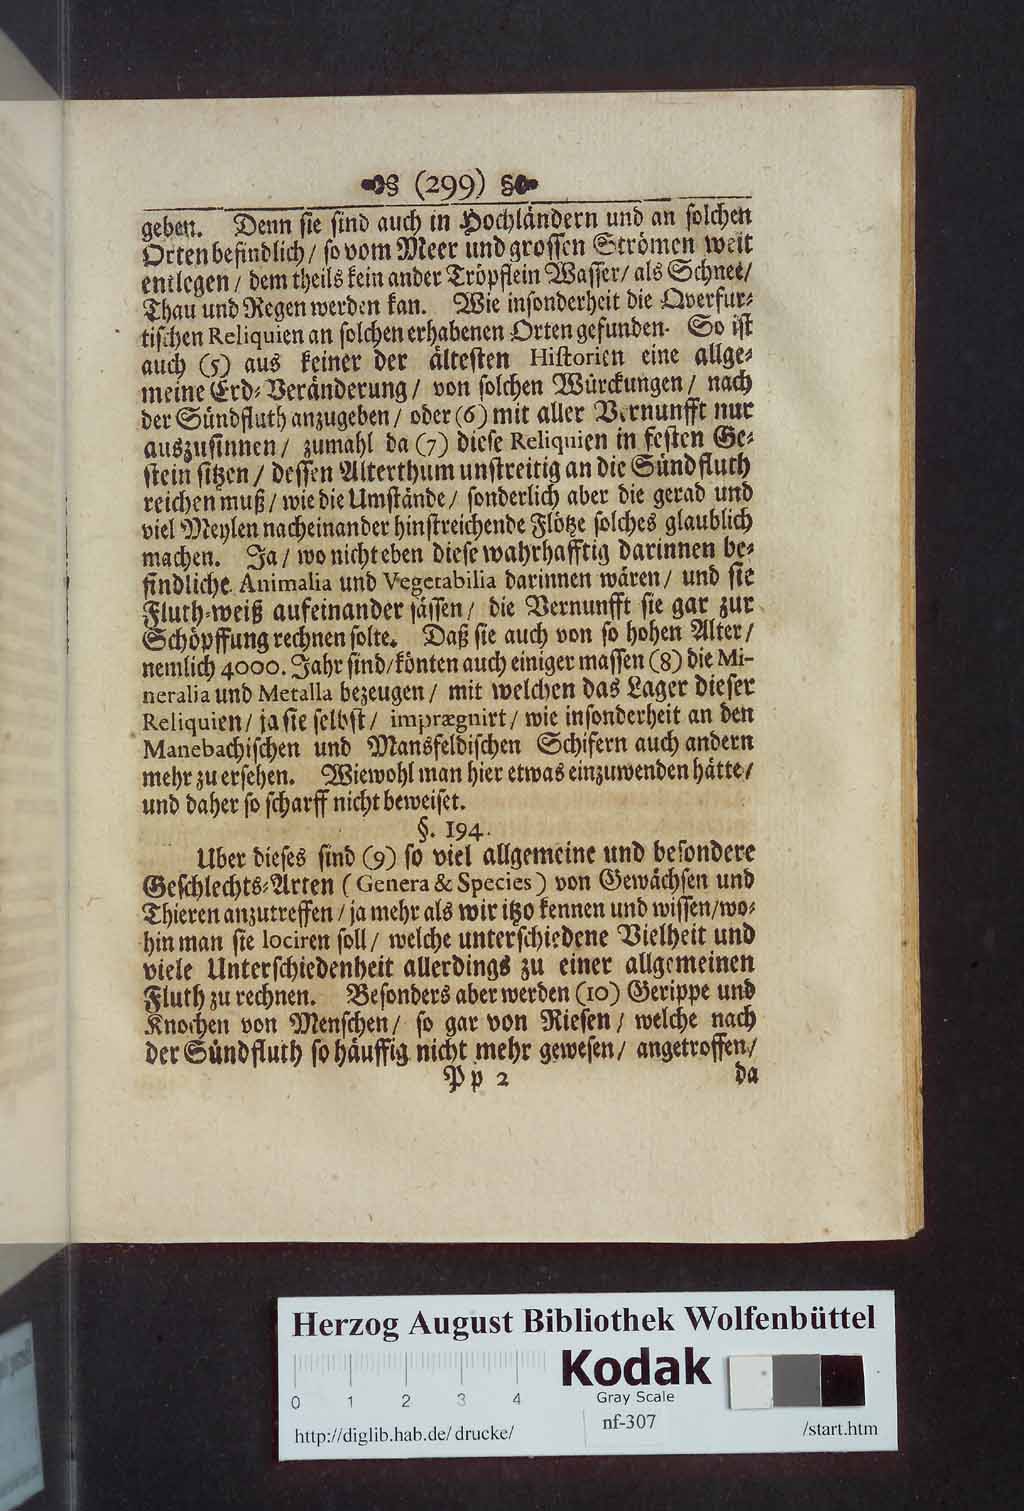 § (299) §
geben. Denn sie sind auch in Hochländern und an solchen
Orten befindlich / so vom Meer und grossen Strömen weit
entlegen / dem theils kein ander Tröpflein Wasser / als Schnee /
Thau und Regen werden kan. Wie insonderheit die Qverfur-
tischen Reliquien an solchen erhabenen Orten gefunden. So ist
auch (5) aus keiner der ältesten Historien eine allge-
meine Erd-Veränderung / von solchen Würckungen / nach
der Sündfluth anzugeben / oder (6) mit aller Vernunfft nur
auszusinnen / zumahl da (7) diese Reliquien in festen Ge-
stein sitzen / dessen Alterthum unstreitig an die Sündfluth
reichen muß / wie die Umstände / sonderlich aber die gerad und
viel Meylen nacheinander hinstreichende Flötze solches glaublich
machen. Ja / wo nicht eben diese wahrhafftig darinnen be-
findliche Animalia und Vegetabilia darinnen wären / und sie
Fluth-weiß aufeinander sässen / die Vernunfft sie gar zur
Schöpffung rechnen solte. Daß sie auch von so hohen Alter /
nemlich 4000. Jahr sind / könten auch einiger massen (8) die Mi-
neralia und Metalla bezeugen / mit welchen das Lager dieser
Reliquien / ja sie selbst / imprægnirt / wie insonderheit an den
Manebachischen und Mansfeldischen Schifern auch andern
mehr zu ersehen. Wiewohl man hier etwas einzuwenden hätte /
und daher so scharff nicht beweiset.
§. 194.
Uber dieses sind (9) so viel allgemeine und besondere
Geschlechts-Arten ( Genera & Species ) von Gewächsen und
Thieren anzutreffen / ja mehr als wir itzo kennen und wissen / wo-
hin man sie lociren soll / welche unterschiedene Vielheit und
viele Unterschiedenheit allerdings zu einer allgemeinen
Fluth zu rechnen. Besonders aber werden (10) Gerippe und
Knochen von Menschen / so gar von Riesen / welche nach
der Sündfluth so häuffig nicht mehr gewesen / angetroffen /
Pp 2 da
Herzog August Bibliothek Wolfenbüttel
Kodak
Gray Scale
0 1 2 3 4
http://diglib.hab.de/drucke/ nf-307 /start.htm